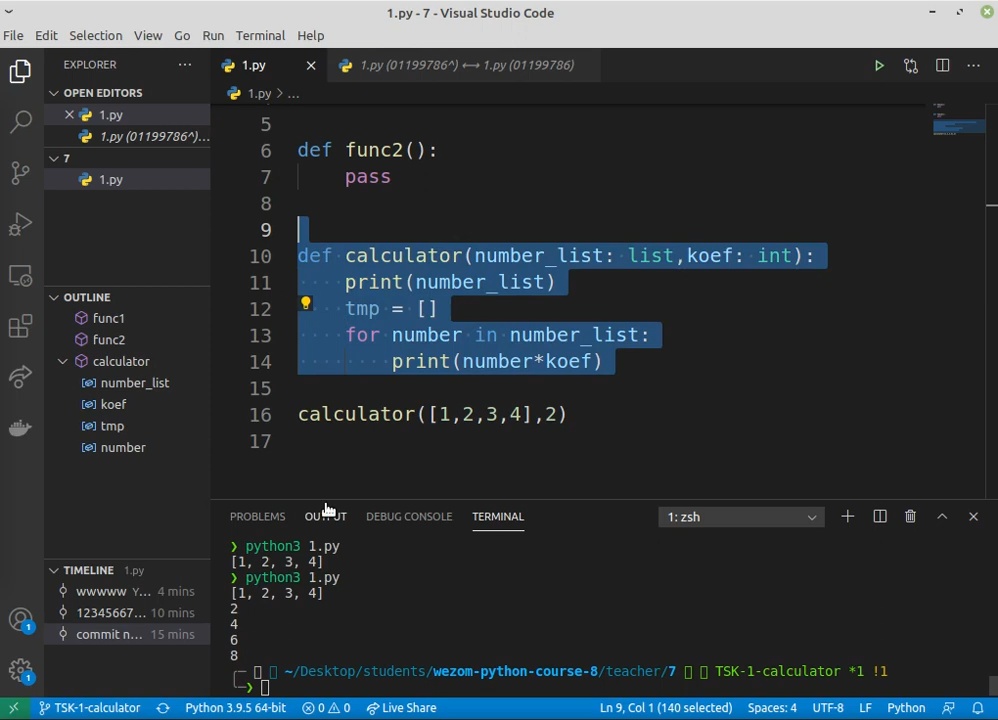 1.py - 7 - Visual Studio Code
File Edit Selection View Go Run Terminal Help
EXPLORER ···
OPEN EDITORS
1.py
1.py (01199786^)...
7
1.py
OUTLINE
func1
func2
calculator
number_list
koef
tmp
number
TIMELINE 1.py
wwwww Y... 4 mins
12345667... 10 mins
commit n... 15 mins
1
1
1.py
1.py (01199786^) ⟷ 1.py (01199786)
1.py > ...
5
6 def func2():
7 pass
8
9
10 def calculator(number_list: list,koef: int):
11 print(number_list)
12 tmp = []
13 for number in number_list:
14 print(number*koef)
15
16 calculator([1,2,3,4],2)
17
PROBLEMS OUTPUT DEBUG CONSOLE TERMINAL 1: zsh
❯ python3 1.py
[1, 2, 3, 4]
❯ python3 1.py
[1, 2, 3, 4]
2
4
6
8
~/Desktop/students/wezom-python-course-8/teacher/7 TSK-1-calculator *1 !1
TSK-1-calculator Python 3.9.5 64-bit 0 0 Live Share Ln 9, Col 1 (140 selected) Spaces: 4 UTF-8 LF Python